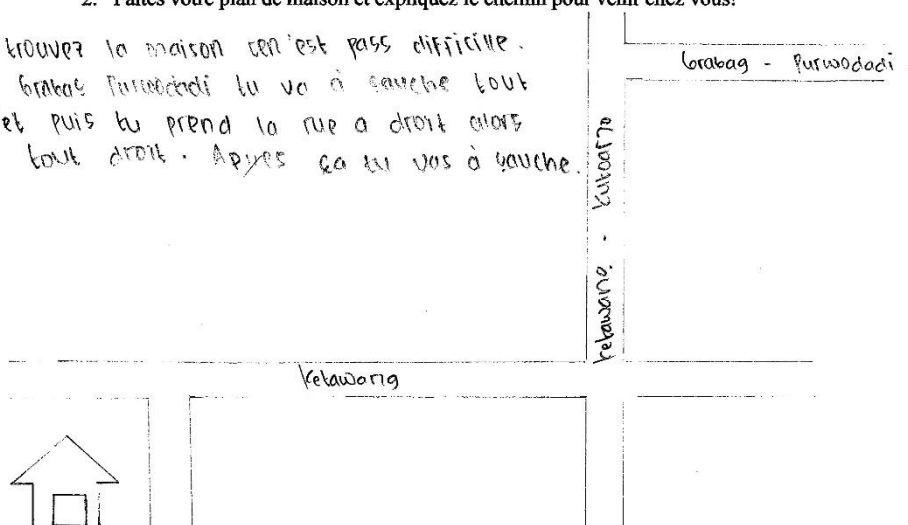 2. Faites votre plan de maison et expliquez le chemin pour venir chez vous!
trouvez la maison cen'est pass difficille.
Grabag Purwodadi tu va à gauche tout
et puis tu prend la rue a droit alors
tout droit. Apres ça tu vas à gauche.
Grabag - Purwodadi
ketawang - kutoarjo
ketawang